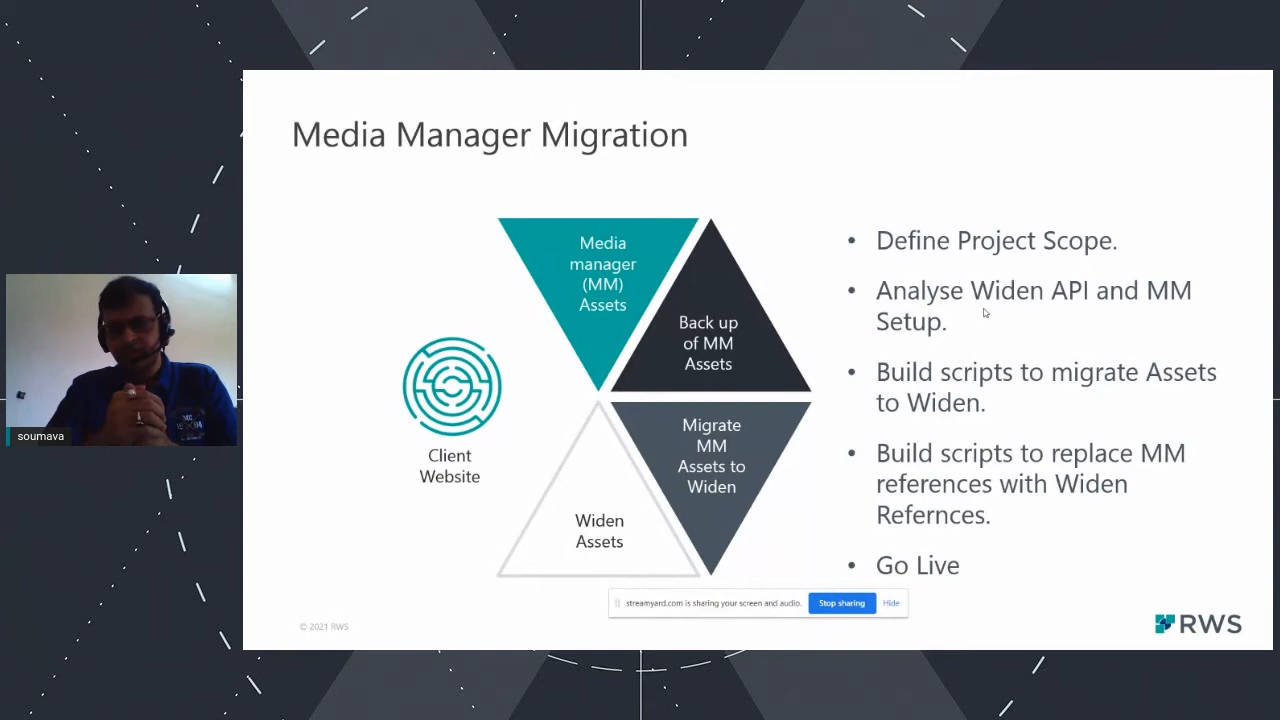 Media Manager Migration
Media
manager
(MM)
Assets
Back up
of MM
Assets
Client
Website
Migrate
MM
Assets to
Widen
Widen
Assets
• Define Project Scope.
• Analyse Widen API and MM
Setup.
• Build scripts to migrate Assets
to Widen.
• Build scripts to replace MM
references with Widen
Refernces.
• Go Live
streamyard.com is sharing your screen and audio. Stop sharing Hide
© 2021 RWS
RWS
soumava